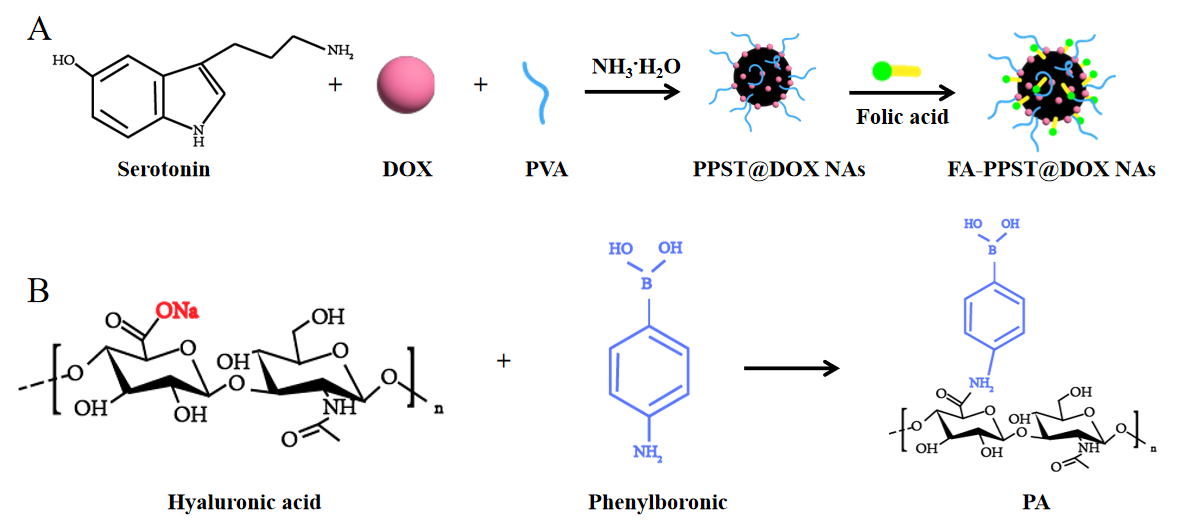 A
HO
NH2
N
H
+
+
NH3·H2O
Folic acid
Serotonin
DOX
PVA
PPST@DOX NAs
FA-PPST@DOX NAs
B
O
ONa
O
O
OH
OH
O
OH
OH
O
NH
O
O
n
Hyaluronic acid
+
HO
OH
B
NH2
Phenylboronic
HO
OH
B
NH2
O
O
O
OH
OH
O
OH
OH
O
NH
O
O
n
PA